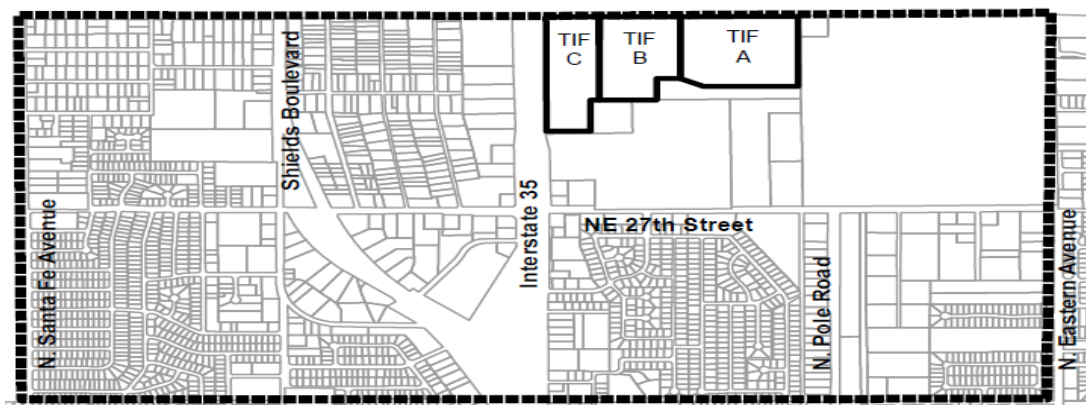 TIF
C
TIF
B
TIF
A
Shields Boulevard
Interstate 35
NE 27th Street
N. Santa Fe Avenue
N. Pole Road
N. Eastern Avenue